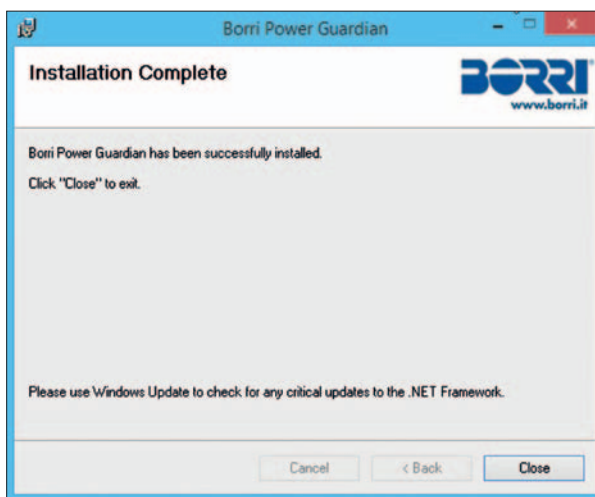 Borri Power Guardian
Installation Complete
BORRI
www.borri.it
Borri Power Guardian has been successfully installed.
Click "Close" to exit.
Please use Windows Update to check for any critical updates to the .NET Framework.
Cancel
< Back
Close